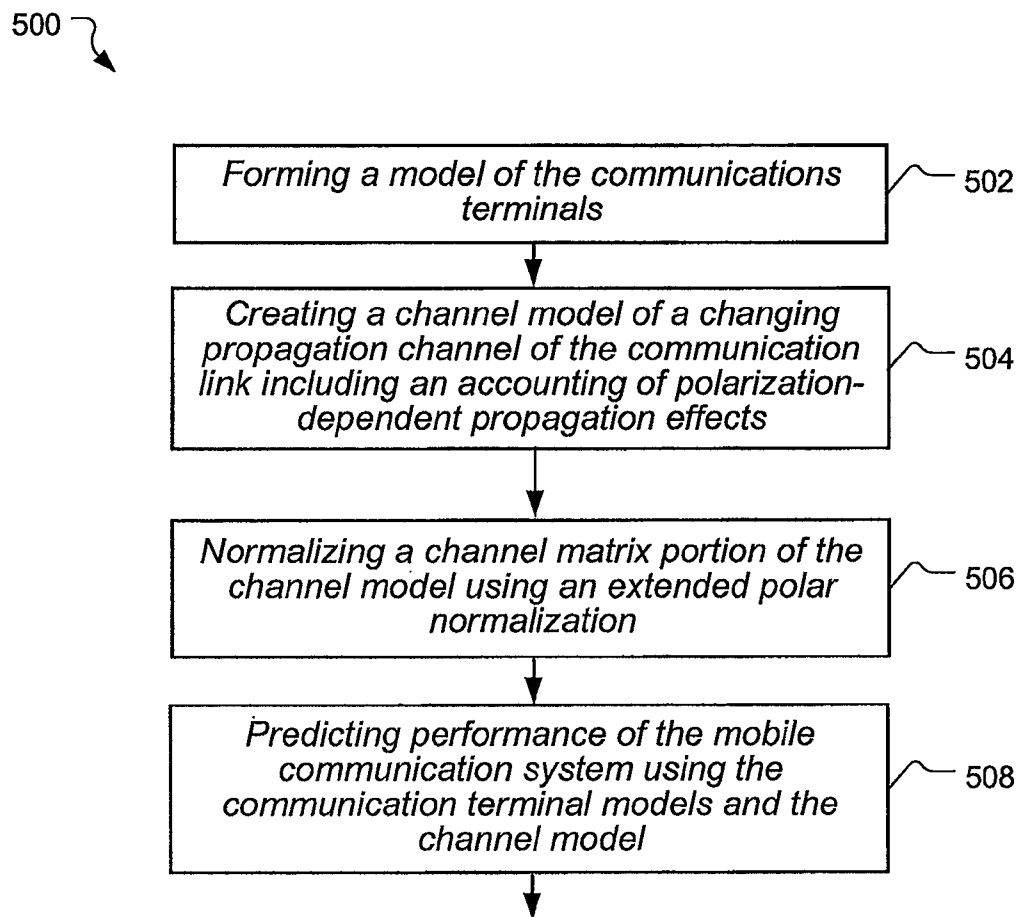 500
Forming a model of the communications
terminals
502
Creating a channel model of a changing
propagation channel of the communication
link including an accounting of polarization-
dependent propagation effects
504
Normalizing a channel matrix portion of the
channel model using an extended polar
normalization
506
Predicting performance of the mobile
communication system using the
communication terminal models and the
channel model
508